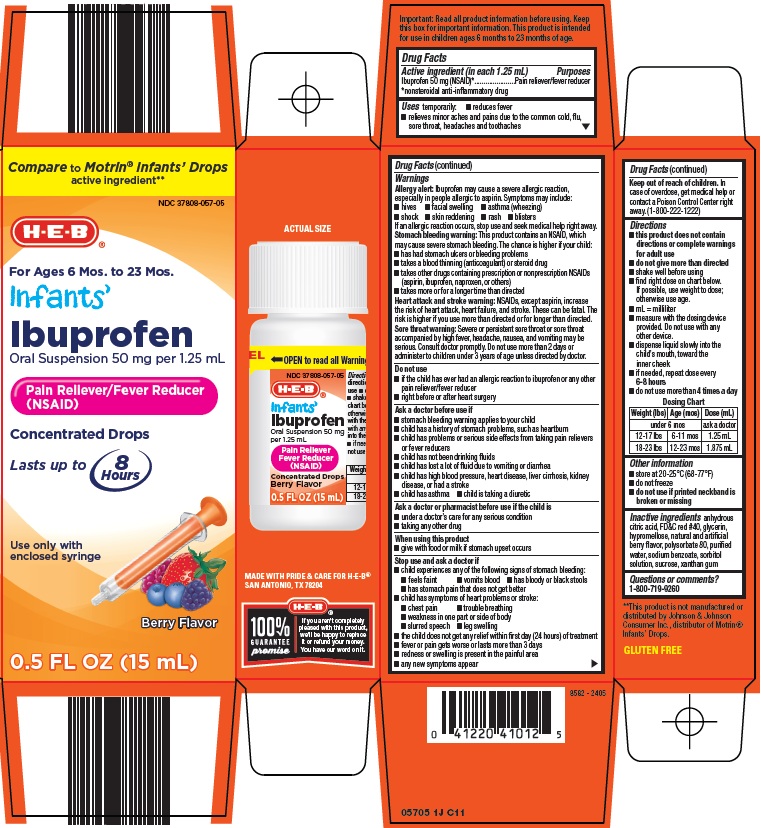 Compare to Motrin® Infants' Drops
active ingredient**
NDC 37808-057-05
H-E-B®
For Ages 6 Mos. to 23 Mos.
Infants'
Ibuprofen
Oral Suspension 50 mg per 1.25 mL
Pain Reliever/Fever Reducer
(NSAID)
Concentrated Drops
Lasts up to 8 Hours
Use only with
enclosed syringe
Berry Flavor
0.5 FL OZ (15 mL)
ACTUAL SIZE
EL OPEN to read all Warnin
NDC 37808-057-05
H-E-B®
Infants'
Ibuprofen
Oral Suspension 50 mg
per 1.25 mL
Pain Reliever
Fever Reducer
(NSAID)
Concentrated Drops
Berry Flavor
0.5 FL OZ (15 mL)
MADE WITH PRIDE & CARE FOR H-E-B®
SAN ANTONIO, TX 78204
H-E-B®
100%
GUARANTEE
promise
If you aren't completely
pleased with this product,
we'll be happy to replace
it or refund your money.
You have our word on it.
Important: Read all product information before using. Keep
this box for important information. This product is intended
for use in children ages 6 months to 23 months of age.
Drug Facts
Active ingredient (in each 1.25 mL) Purposes
Ibuprofen 50 mg (NSAID)*......................Pain reliever/fever reducer
*nonsteroidal anti-inflammatory drug
Uses temporarily: ■ reduces fever
■ relieves minor aches and pains due to the common cold, flu,
sore throat, headaches and toothaches
Drug Facts (continued)
Warnings
Allergy alert: Ibuprofen may cause a severe allergic reaction,
especially in people allergic to aspirin. Symptoms may include:
■ hives ■ facial swelling ■ asthma (wheezing)
■ shock ■ skin reddening ■ rash ■ blisters
If an allergic reaction occurs, stop use and seek medical help right away.
Stomach bleeding warning: This product contains an NSAID, which
may cause severe stomach bleeding. The chance is higher if your child:
■ has had stomach ulcers or bleeding problems
■ takes a blood thinning (anticoagulant) or steroid drug
■ takes other drugs containing prescription or nonprescription NSAIDs
(aspirin, ibuprofen, naproxen, or others)
■ takes more or for a longer time than directed
Heart attack and stroke warning: NSAIDs, except aspirin, increase
the risk of heart attack, heart failure, and stroke. These can be fatal. The
risk is higher if you use more than directed or for longer than directed.
Sore throat warning: Severe or persistent sore throat or sore throat
accompanied by high fever, headache, nausea, and vomiting may be
serious. Consult doctor promptly. Do not use more than 2 days or
administer to children under 3 years of age unless directed by doctor.
Do not use
■ if the child has ever had an allergic reaction to ibuprofen or any other
pain reliever/fever reducer
■ right before or after heart surgery
Ask a doctor before use if
■ stomach bleeding warning applies to your child
■ child has a history of stomach problems, such as heartburn
■ child has problems or serious side effects from taking pain relievers
or fever reducers
■ child has not been drinking fluids
■ child has lost a lot of fluid due to vomiting or diarrhea
■ child has high blood pressure, heart disease, liver cirrhosis, kidney
disease, or had a stroke
■ child has asthma ■ child is taking a diuretic
Ask a doctor or pharmacist before use if the child is
■ under a doctor's care for any serious condition
■ taking any other drug
When using this product
■ give with food or milk if stomach upset occurs
Stop use and ask a doctor if
■ child experiences any of the following signs of stomach bleeding:
■ feels faint ■ vomits blood ■ has bloody or black stools
■ has stomach pain that does not get better
■ child has symptoms of heart problems or stroke:
■ chest pain ■ trouble breathing
■ weakness in one part or side of body
■ slurred speech ■ leg swelling
■ the child does not get any relief within first day (24 hours) of treatment
■ fever or pain gets worse or lasts more than 3 days
■ redness or swelling is present in the painful area
■ any new symptoms appear
8562 - 2405
0 41220 41012 5
05705 1J C11
Drug Facts (continued)
Keep out of reach of children. In
case of overdose, get medical help or
contact a Poison Control Center right
away. (1-800-222-1222)
Directions
■ this product does not contain
directions or complete warnings
for adult use
■ do not give more than directed
■ shake well before using
■ find right dose on chart below.
If possible, use weight to dose;
otherwise use age.
■ mL = milliliter
■ measure with the dosing device
provided. Do not use with any
other device.
■ dispense liquid slowly into the
child's mouth, toward the
inner cheek
■ if needed, repeat dose every
6-8 hours
■ do not use more than 4 times a day
Dosing Chart
Weight (lbs) Age (mos) Dose (mL)
under 6 mos ask a doctor
12-17 lbs 6-11 mos 1.25 mL
18-23 lbs 12-23 mos 1.875 mL
Other information
■ store at 20-25°C (68-77°F)
■ do not freeze
■ do not use if printed neckband is
broken or missing
Inactive ingredients anhydrous
citric acid, FD&C red #40, glycerin,
hypromellose, natural and artificial
berry flavor, polysorbate 80, purified
water, sodium benzoate, sorbitol
solution, sucrose, xanthan gum
Questions or comments?
1-800-719-9260
**This product is not manufactured or
distributed by Johnson & Johnson
Consumer Inc., distributor of Motrin®
Infants' Drops.
GLUTEN FREE